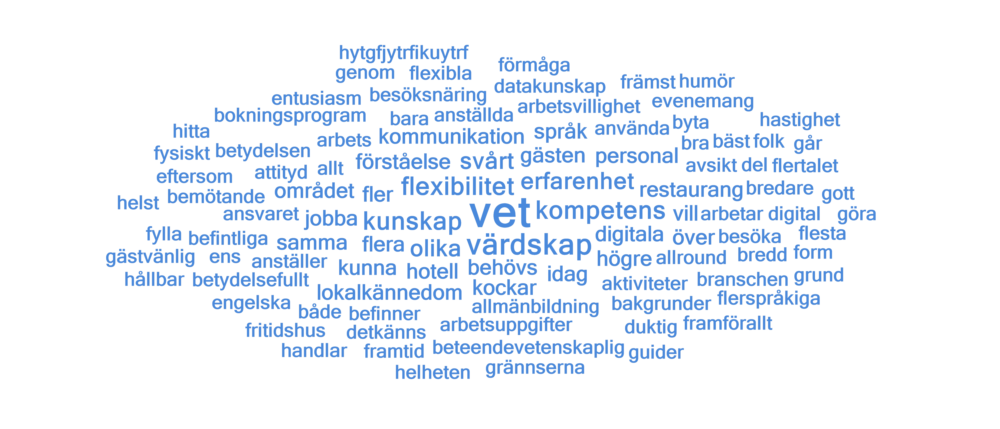 hytgfjytrfikuytrf
förmåga
genom flexibla
främst humör
datakunskap
entusiasm besöksnäring
evenemang
arbetsvillighet
bokningsprogram bara anställda
byta hastighet
hitta
språk använda
arbets kommunikation
bra bäst folk går
fysiskt betydelsen
förståelse svårt gästen personal
avsikt del flertalet
eftersom attityd allt
flexibilitet erfarenhet
området fler
restaurang bredare gott
helst bemötande
ansvaret jobba kunskap vet kompetens vill arbetar digital göra
fylla befintliga samma flera olika värdskap digitala över besöka flesta
gästvänlig ens anställer
högre allround bredd form
kunna hotell behövs idag
hållbar betydelsefullt
aktiviteter branschen grund
lokalkännedom kockar
engelska
allmänbildning bakgrunder flerspråkiga
både befinner
fritidshus detkänns arbetsuppgifter duktig framförallt
handlar framtid beteendevetenskaplig guider
helheten grännserna